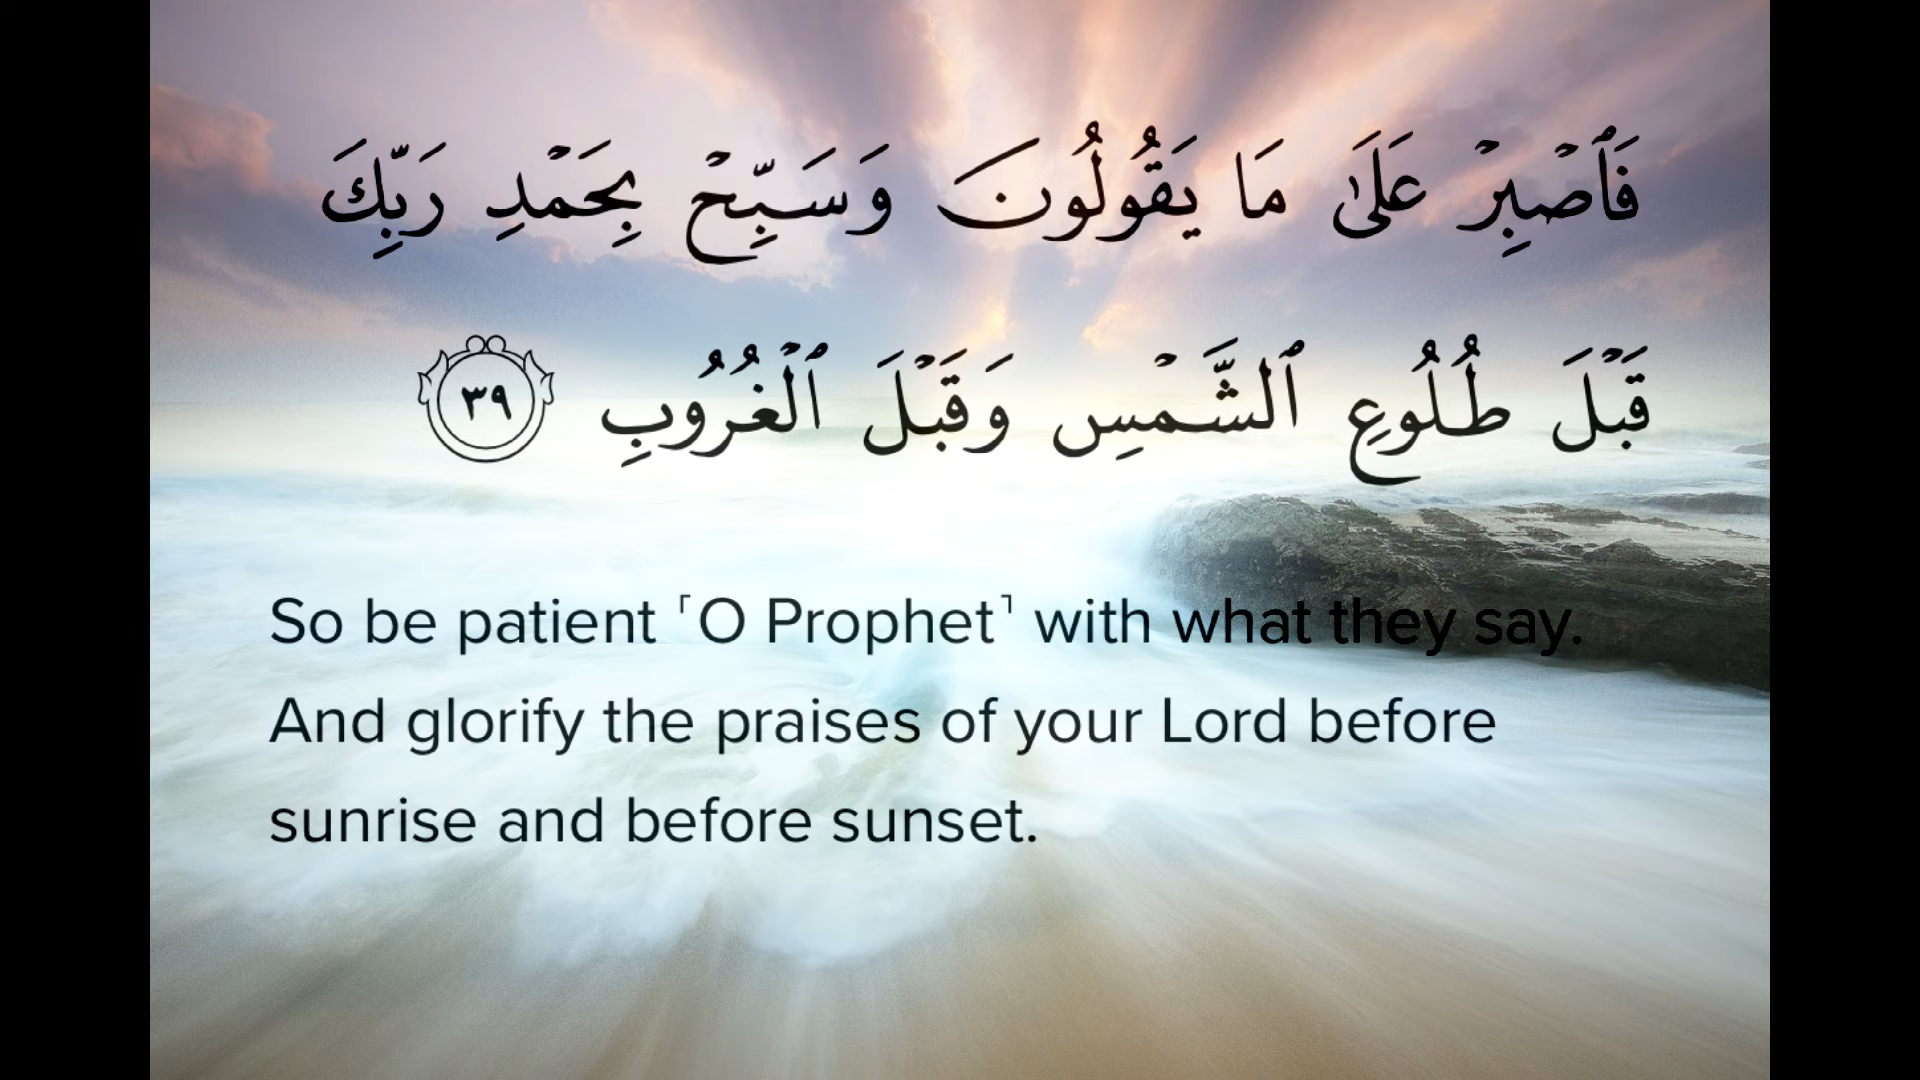 فَٱصْبِرْ عَلَىٰ مَا يَقُولُونَ وَسَبِّحْ بِحَمْدِ رَبِّكَ
قَبْلَ طُلُوعِ ٱلشَّمْسِ وَقَبْلَ ٱلْغُرُوبِ ٣٩
So be patient ˹O Prophet˺ with what they say.
And glorify the praises of your Lord before
sunrise and before sunset.